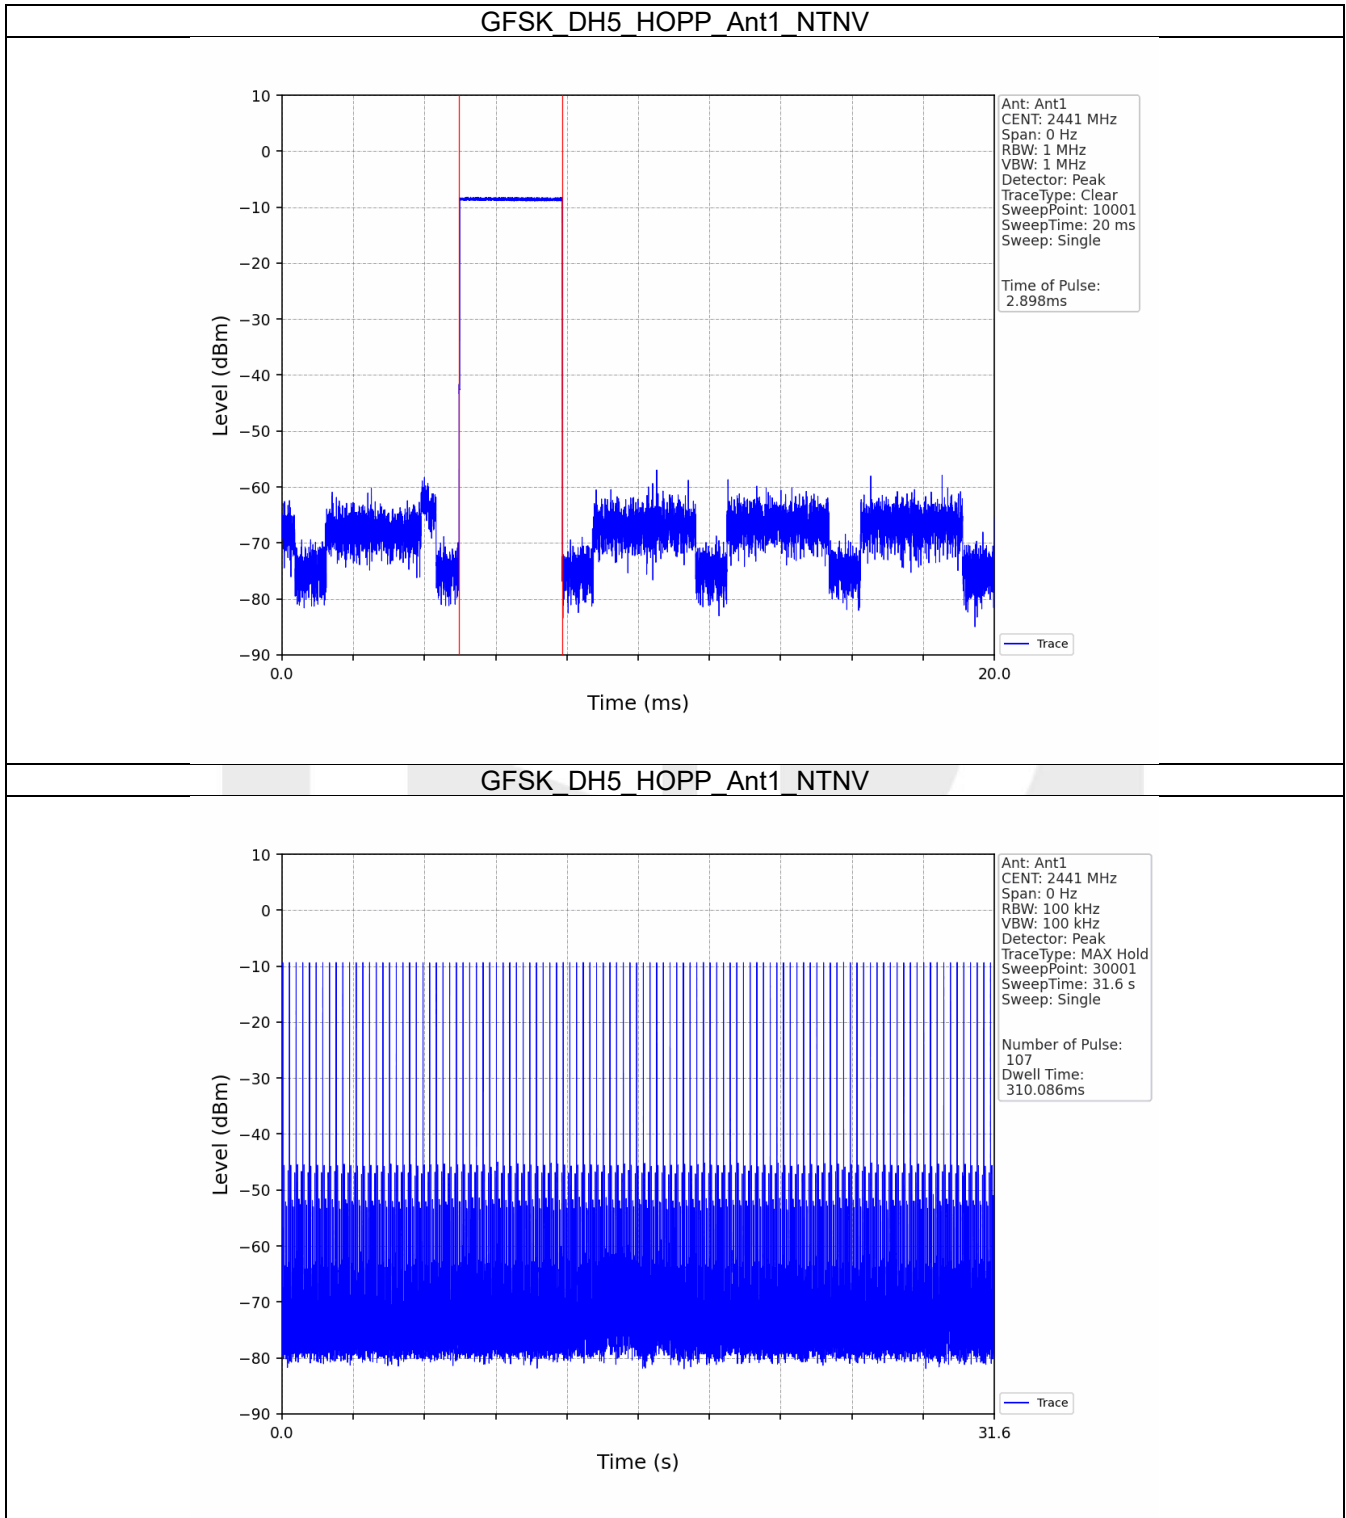 GFSK_DH5_HOPP_Ant1_NTNV
10
0
−10
−20
−30
−40
−50
−60
−70
−80
−90
Level (dBm)
0.0
20.0
Time (ms)
Ant: Ant1
CENT: 2441 MHz
Span: 0 Hz
RBW: 1 MHz
VBW: 1 MHz
Detector: Peak
TraceType: Clear
SweepPoint: 10001
SweepTime: 20 ms
Sweep: Single
Time of Pulse:
2.898ms
Trace
GFSK_DH5_HOPP_Ant1_NTNV
10
0
−10
−20
−30
−40
−50
−60
−70
−80
−90
Level (dBm)
0.0
31.6
Time (s)
Ant: Ant1
CENT: 2441 MHz
Span: 0 Hz
RBW: 100 kHz
VBW: 100 kHz
Detector: Peak
TraceType: MAX Hold
SweepPoint: 30001
SweepTime: 31.6 s
Sweep: Single
Number of Pulse:
107
Dwell Time:
310.086ms
Trace